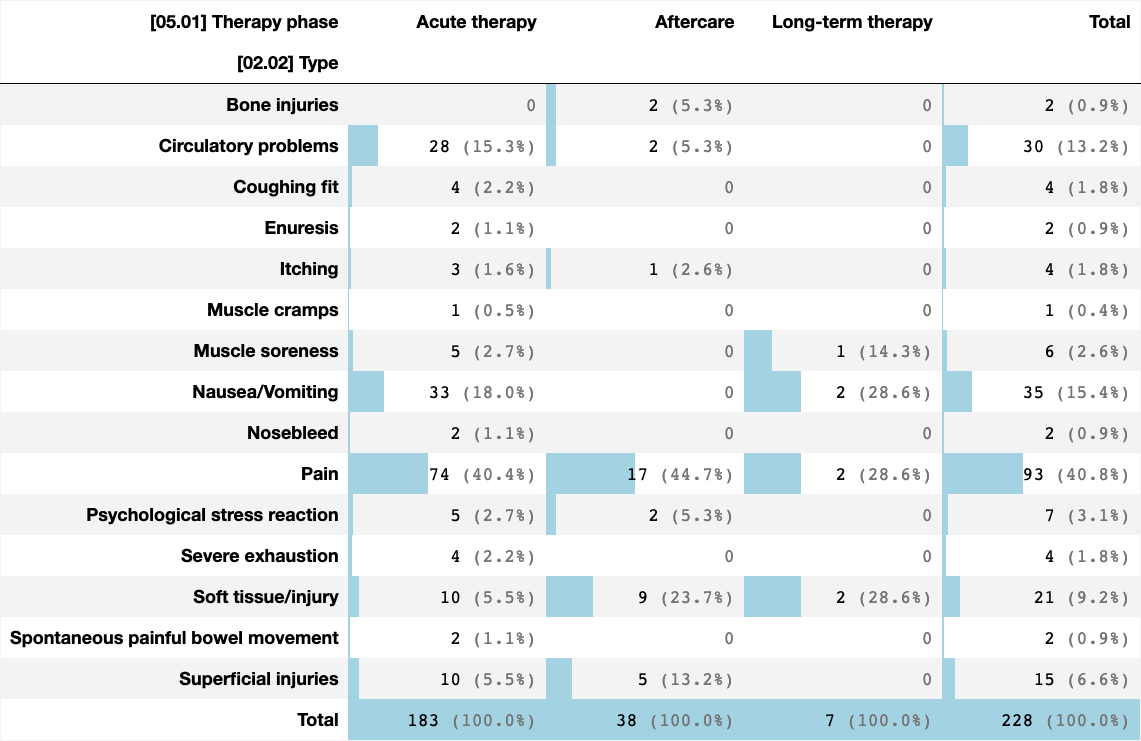 [05.01] Therapy phase Acute therapy Aftercare Long-term therapy Total
[02.02] Type
Bone injuries 0 2 (5.3%) 0 2 (0.9%)
Circulatory problems 28 (15.3%) 2 (5.3%) 0 30 (13.2%)
Coughing fit 4 (2.2%) 0 0 4 (1.8%)
Enuresis 2 (1.1%) 0 0 2 (0.9%)
Itching 3 (1.6%) 1 (2.6%) 0 4 (1.8%)
Muscle cramps 1 (0.5%) 0 0 1 (0.4%)
Muscle soreness 5 (2.7%) 0 1 (14.3%) 6 (2.6%)
Nausea/Vomiting 33 (18.0%) 0 2 (28.6%) 35 (15.4%)
Nosebleed 2 (1.1%) 0 0 2 (0.9%)
Pain 74 (40.4%) 17 (44.7%) 2 (28.6%) 93 (40.8%)
Psychological stress reaction 5 (2.7%) 2 (5.3%) 0 7 (3.1%)
Severe exhaustion 4 (2.2%) 0 0 4 (1.8%)
Soft tissue/injury 10 (5.5%) 9 (23.7%) 2 (28.6%) 21 (9.2%)
Spontaneous painful bowel movement 2 (1.1%) 0 0 2 (0.9%)
Superficial injuries 10 (5.5%) 5 (13.2%) 0 15 (6.6%)
Total 183 (100.0%) 38 (100.0%) 7 (100.0%) 228 (100.0%)